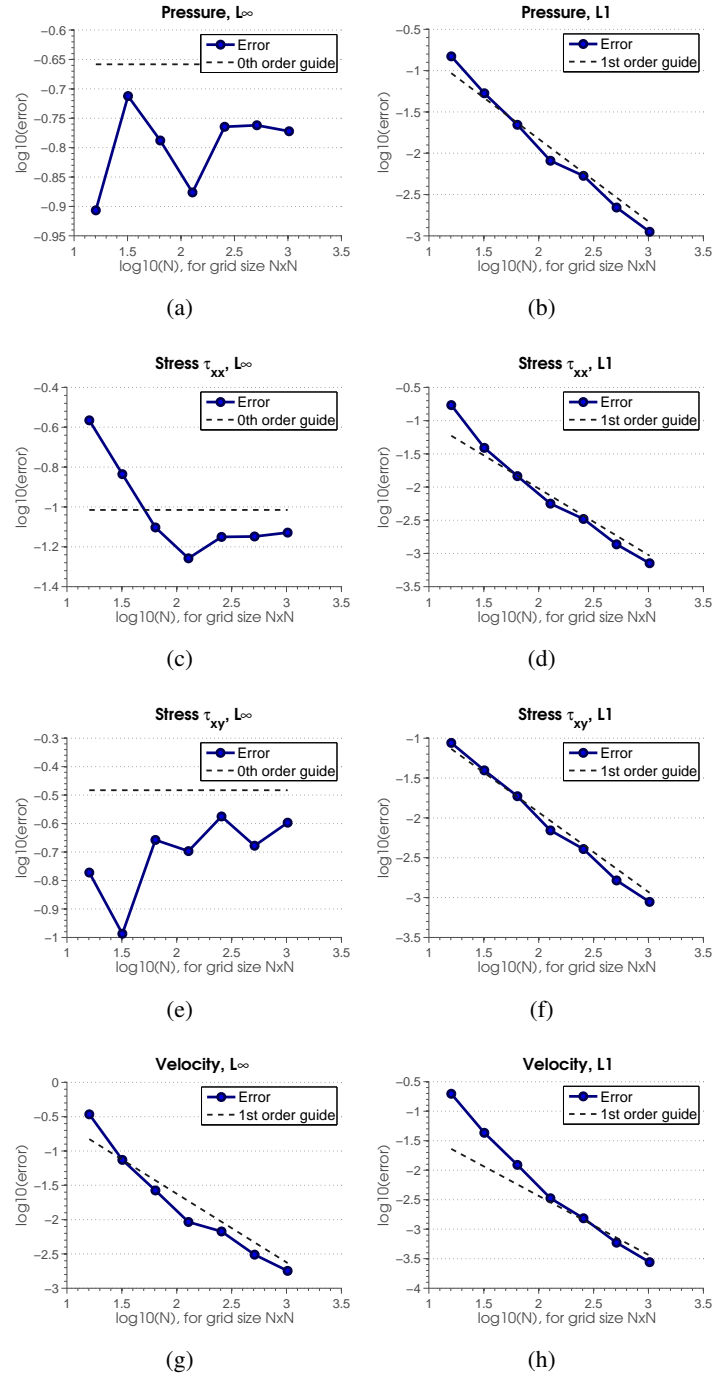 Pressure, L∞
log10(error)
−0.6
−0.65
−0.7
−0.75
−0.8
−0.85
−0.9
−0.95
Error
0th order guide
1 1.5 2 2.5 3 3.5
log10(N), for grid size NxN
(a)
Pressure, L1
log10(error)
−0.5
−1
−1.5
−2
−2.5
−3
Error
1st order guide
1 1.5 2 2.5 3 3.5
log10(N), for grid size NxN
(b)
Stress τxx, L∞
log10(error)
−0.4
−0.6
−0.8
−1
−1.2
−1.4
Error
0th order guide
1 1.5 2 2.5 3 3.5
log10(N), for grid size NxN
(c)
Stress τxx, L1
log10(error)
−0.5
−1
−1.5
−2
−2.5
−3
−3.5
Error
1st order guide
1 1.5 2 2.5 3 3.5
log10(N), for grid size NxN
(d)
Stress τxy, L∞
log10(error)
−0.3
−0.4
−0.5
−0.6
−0.7
−0.8
−0.9
−1
Error
0th order guide
1 1.5 2 2.5 3 3.5
log10(N), for grid size NxN
(e)
Stress τxy, L1
log10(error)
−1
−1.5
−2
−2.5
−3
−3.5
Error
1st order guide
1 1.5 2 2.5 3 3.5
log10(N), for grid size NxN
(f)
Velocity, L∞
log10(error)
0
−0.5
−1
−1.5
−2
−2.5
−3
Error
1st order guide
1 1.5 2 2.5 3 3.5
log10(N), for grid size NxN
(g)
Velocity, L1
log10(error)
−0.5
−1
−1.5
−2
−2.5
−3
−3.5
−4
Error
1st order guide
1 1.5 2 2.5 3 3.5
log10(N), for grid size NxN
(h)